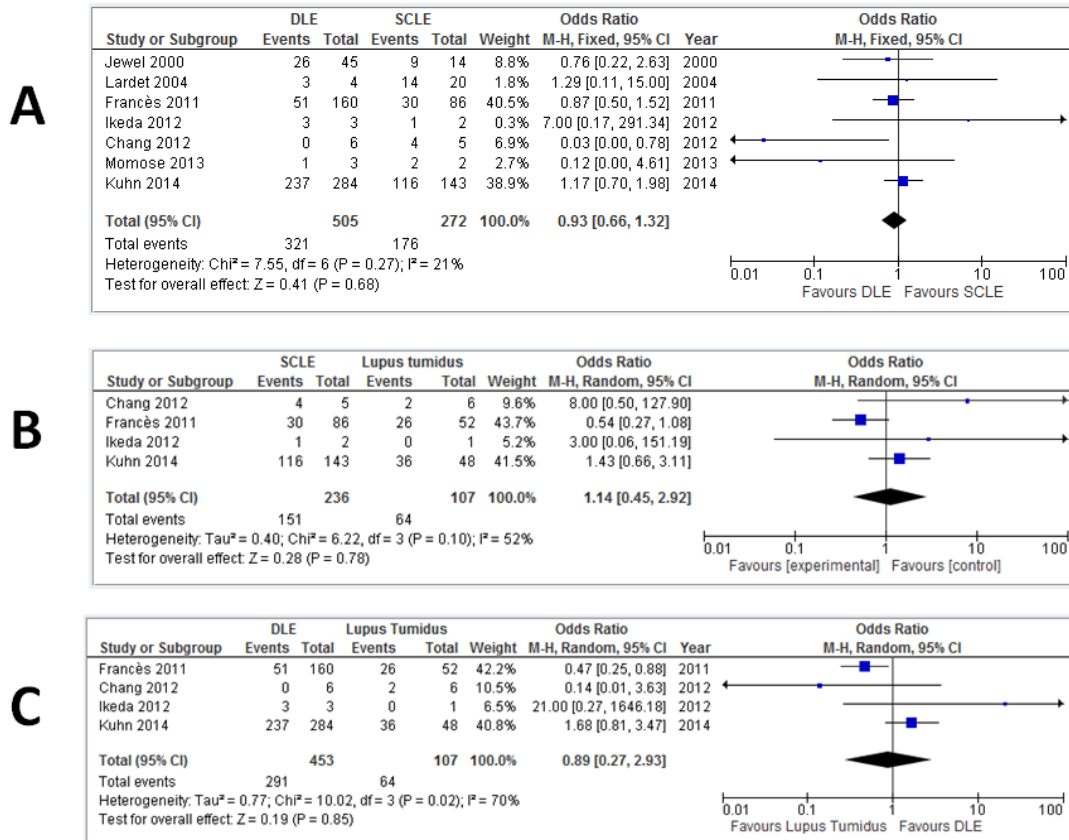 A
DLE SCLE Odds Ratio Odds Ratio
Study or Subgroup Events Total Events Total Weight M-H, Fixed, 95% CI Year M-H, Fixed, 95% CI
Jewel 2000 26 45 9 14 8.8% 0.76 [0.22, 2.63] 2000
Lardet 2004 3 4 14 20 1.8% 1.29 [0.11, 15.00] 2004
Francès 2011 51 160 30 86 40.5% 0.87 [0.50, 1.52] 2011
Ikeda 2012 3 3 1 2 0.3% 7.00 [0.17, 291.34] 2012
Chang 2012 0 6 4 5 6.9% 0.03 [0.00, 0.78] 2012
Momose 2013 1 3 2 2 2.7% 0.12 [0.00, 4.61] 2013
Kuhn 2014 237 284 116 143 38.9% 1.17 [0.70, 1.98] 2014
Total (95% CI) 505 272 100.0% 0.93 [0.66, 1.32]
Total events 321 176
Heterogeneity: Chi² = 7.55, df = 6 (P = 0.27); I² = 21%
Test for overall effect: Z = 0.41 (P = 0.68)
0.01 0.1 1 10 100
Favours DLE Favours SCLE
B
SCLE Lupus tumidus Odds Ratio Odds Ratio
Study or Subgroup Events Total Events Total Weight M-H, Random, 95% CI M-H, Random, 95% CI
Chang 2012 4 5 2 6 9.6% 8.00 [0.50, 127.90]
Francès 2011 30 86 26 52 43.7% 0.54 [0.27, 1.08]
Ikeda 2012 1 2 0 1 5.2% 3.00 [0.06, 151.19]
Kuhn 2014 116 143 36 48 41.5% 1.43 [0.66, 3.11]
Total (95% CI) 236 107 100.0% 1.14 [0.45, 2.92]
Total events 151 64
Heterogeneity: Tau² = 0.40; Chi² = 6.22, df = 3 (P = 0.10); I² = 52%
Test for overall effect: Z = 0.28 (P = 0.78)
0.01 0.1 1 10 100
Favours [experimental] Favours [control]
C
DLE Lupus Tumidus Odds Ratio Odds Ratio
Study or Subgroup Events Total Events Total Weight M-H, Random, 95% CI Year M-H, Random, 95% CI
Francès 2011 51 160 26 52 42.2% 0.47 [0.25, 0.88] 2011
Chang 2012 0 6 2 6 10.5% 0.14 [0.01, 3.63] 2012
Ikeda 2012 3 3 0 1 6.5% 21.00 [0.27, 1646.18] 2012
Kuhn 2014 237 284 36 48 40.8% 1.68 [0.81, 3.47] 2014
Total (95% CI) 453 107 100.0% 0.89 [0.27, 2.93]
Total events 291 64
Heterogeneity: Tau² = 0.77; Chi² = 10.02, df = 3 (P = 0.02); I² = 70%
Test for overall effect: Z = 0.19 (P = 0.85)
0.01 0.1 1 10 100
Favours Lupus Tumidus Favours DLE